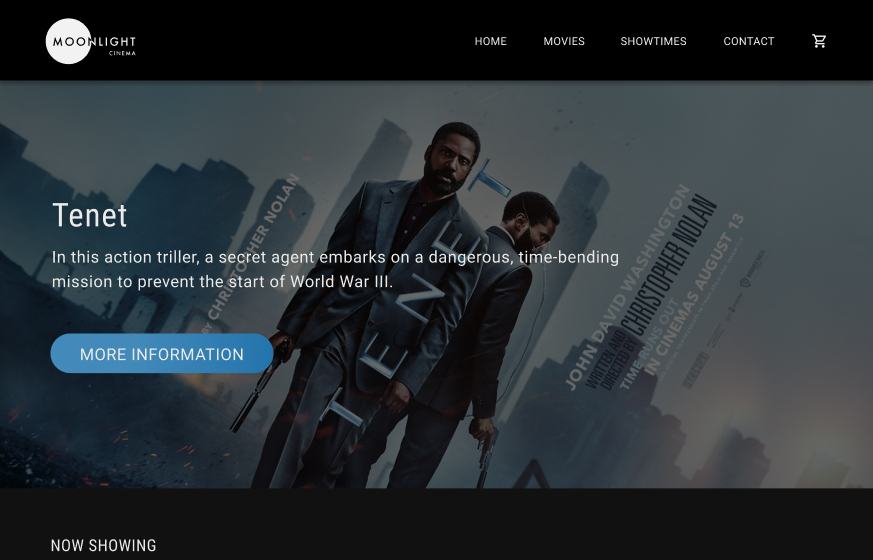 MOONLIGHT
CINEMA
HOME
MOVIES
SHOWTIMES
CONTACT
Tenet
In this action triller, a secret agent embarks on a dangerous, time-bending
mission to prevent the start of World War III.
MORE INFORMATION
BY CHRISTOPHER NOLAN
TENET
JOHN DAVID WASHINGTON
WRITTEN AND
DIRECTED BY CHRISTOPHER NOLAN
TIME RUNS OUT
IN CINEMAS AUGUST 13
NOW SHOWING